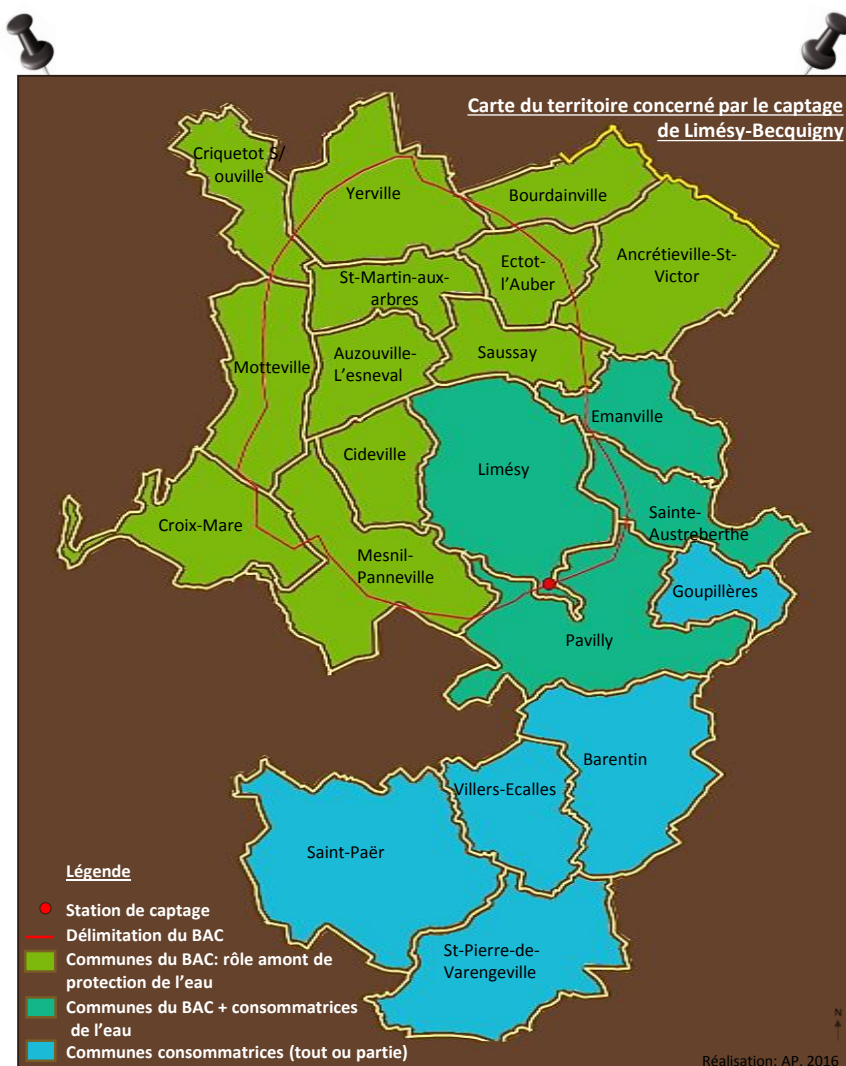 Carte du territoire concerné par le captage
de Limésy-Becquigny
Criquetot S/
ouville
Yerville
Bourdainville
Ancrétieville-St-
Victor
Ectot-
l'Auber
St-Martin-aux-
arbres
Motteville
Auzouville-
L'esneval
Saussay
Emanville
Cideville
Limésy
Croix-Mare
Sainte-
Austreberthe
Mesnil-
Panneville
Goupillères
Pavilly
Barentin
Villers-Ecalles
Saint-Paër
St-Pierre-de-
Varengeville
Légende
Station de captage
Délimitation du BAC
Communes du BAC: rôle amont de
protection de l'eau
Communes du BAC + consommatrices
de l'eau
Communes consommatrices (tout ou partie)
N
Réalisation: AP, 2016